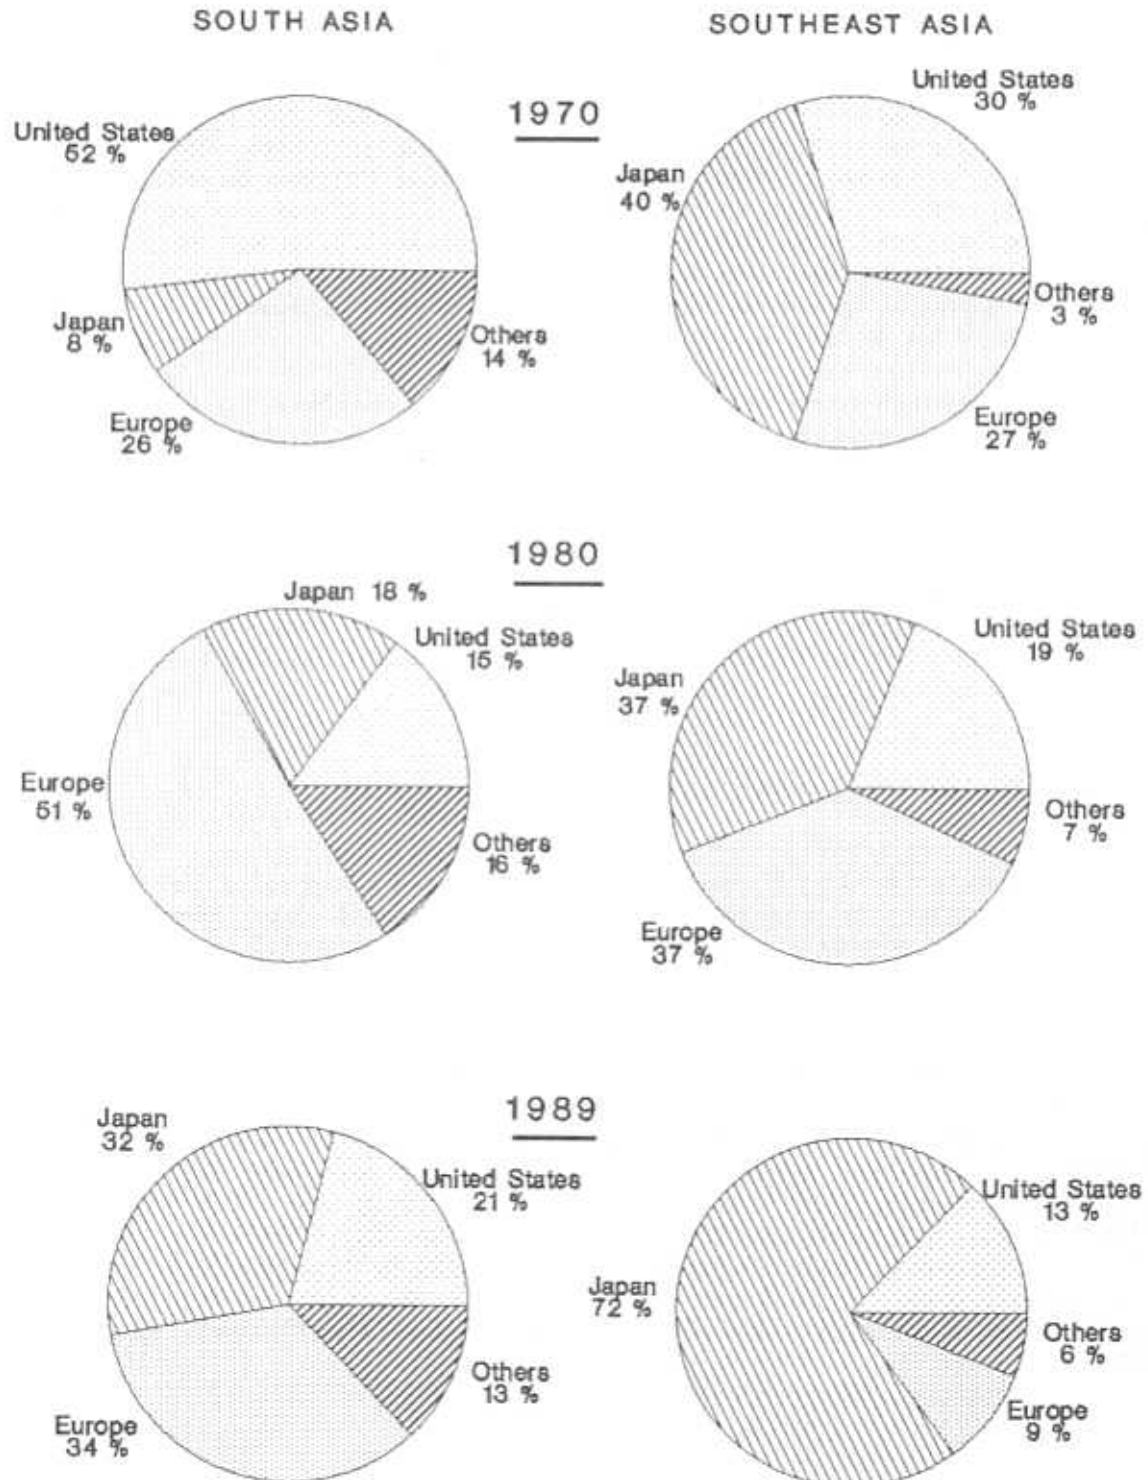 SOUTH ASIA
SOUTHEAST ASIA
1970
United States
52 %
Japan
8 %
Europe
26 %
Others
14 %
United States
30 %
Japan
40 %
Others
3 %
Europe
27 %
1980
Japan 18 %
United States
15 %
Europe
51 %
Others
16 %
United States
19 %
Japan
37 %
Others
7 %
Europe
37 %
1989
Japan
32 %
United States
21 %
Others
13 %
Europe
34 %
United States
13 %
Japan
72 %
Others
6 %
Europe
9 %